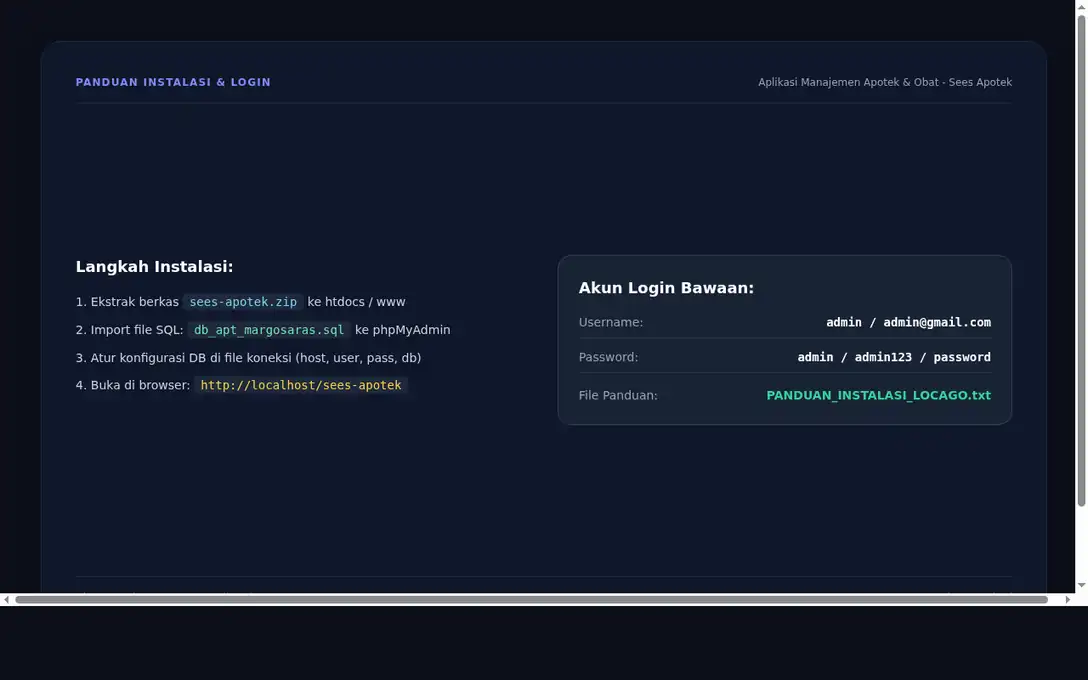 PANDUAN INSTALASI & LOGIN
Aplikasi Manajemen Apotek & Obat - Sees Apotek
Langkah Instalasi:
1. Ekstrak berkas sees-apotek.zip ke htdocs / www
2. Import file SQL: db_apt_margosaras.sql ke phpMyAdmin
3. Atur konfigurasi DB di file koneksi (host, user, pass, db)
4. Buka di browser: http://localhost/sees-apotek
Akun Login Bawaan:
Username: admin / admin@gmail.com
Password: admin / admin123 / password
File Panduan: PANDUAN_INSTALASI_LOCAGO.txt